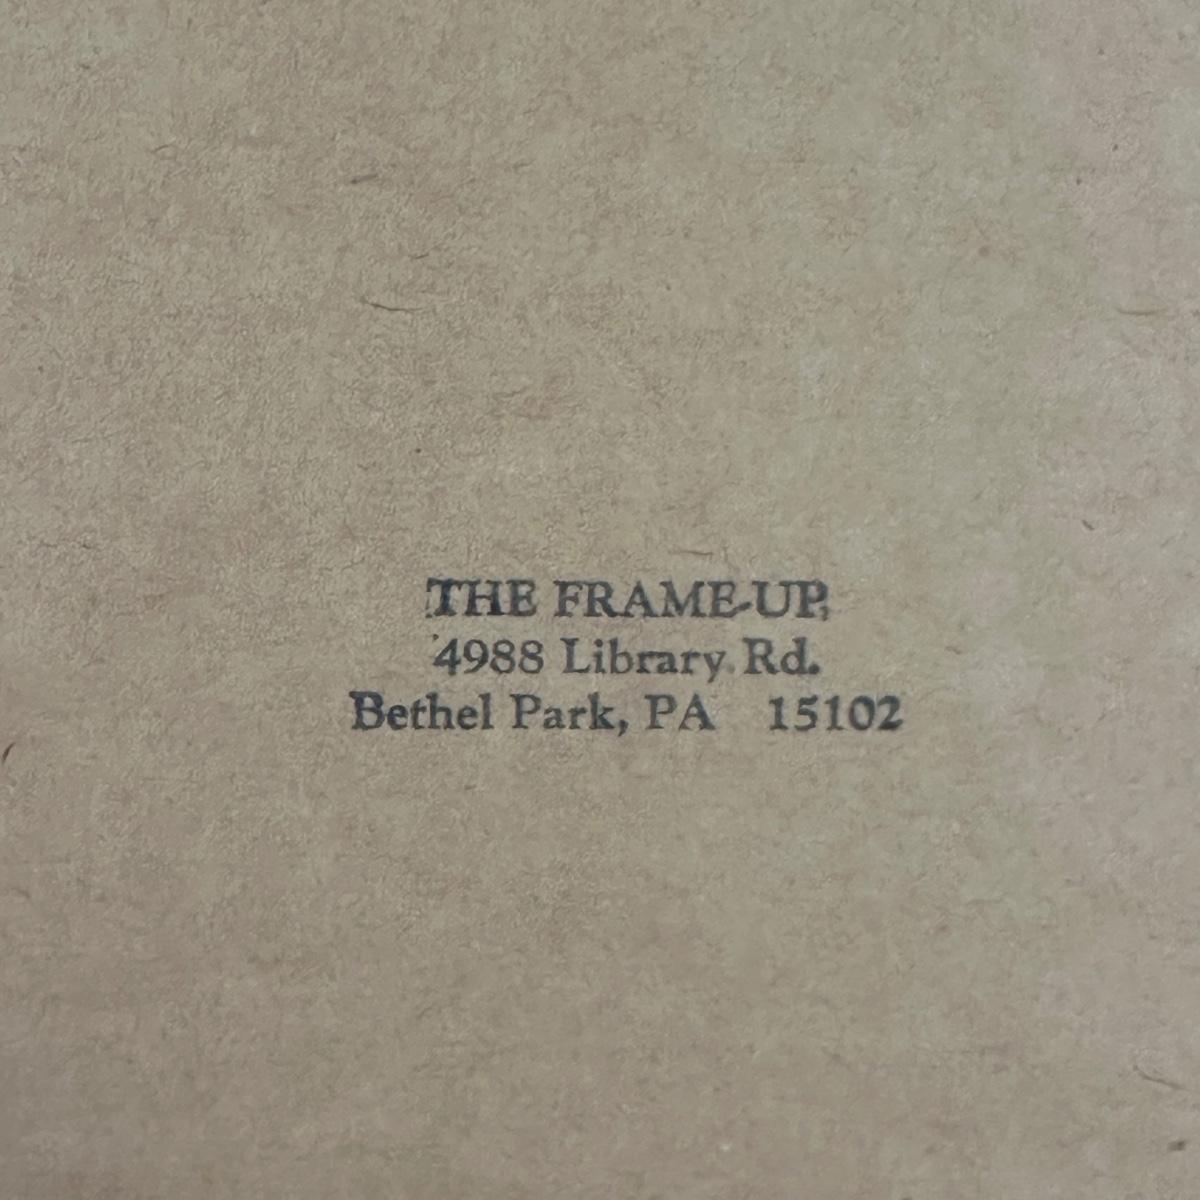 THE FRAME-UP
4988 Library Rd.
Bethel Park, PA 15102